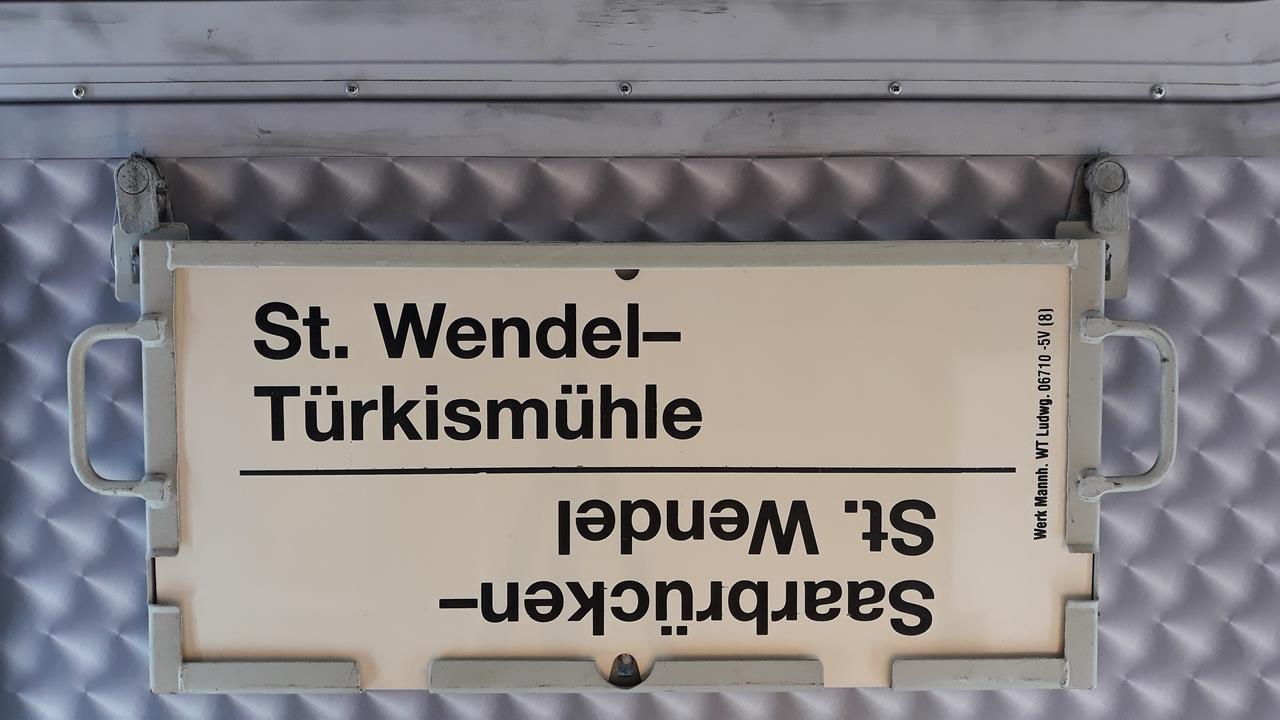 St. Wendel–
Türkismühle
Saarbrücken–
St. Wendel
Werk Mannh. WT Ludwg. 06710 -5V (8)